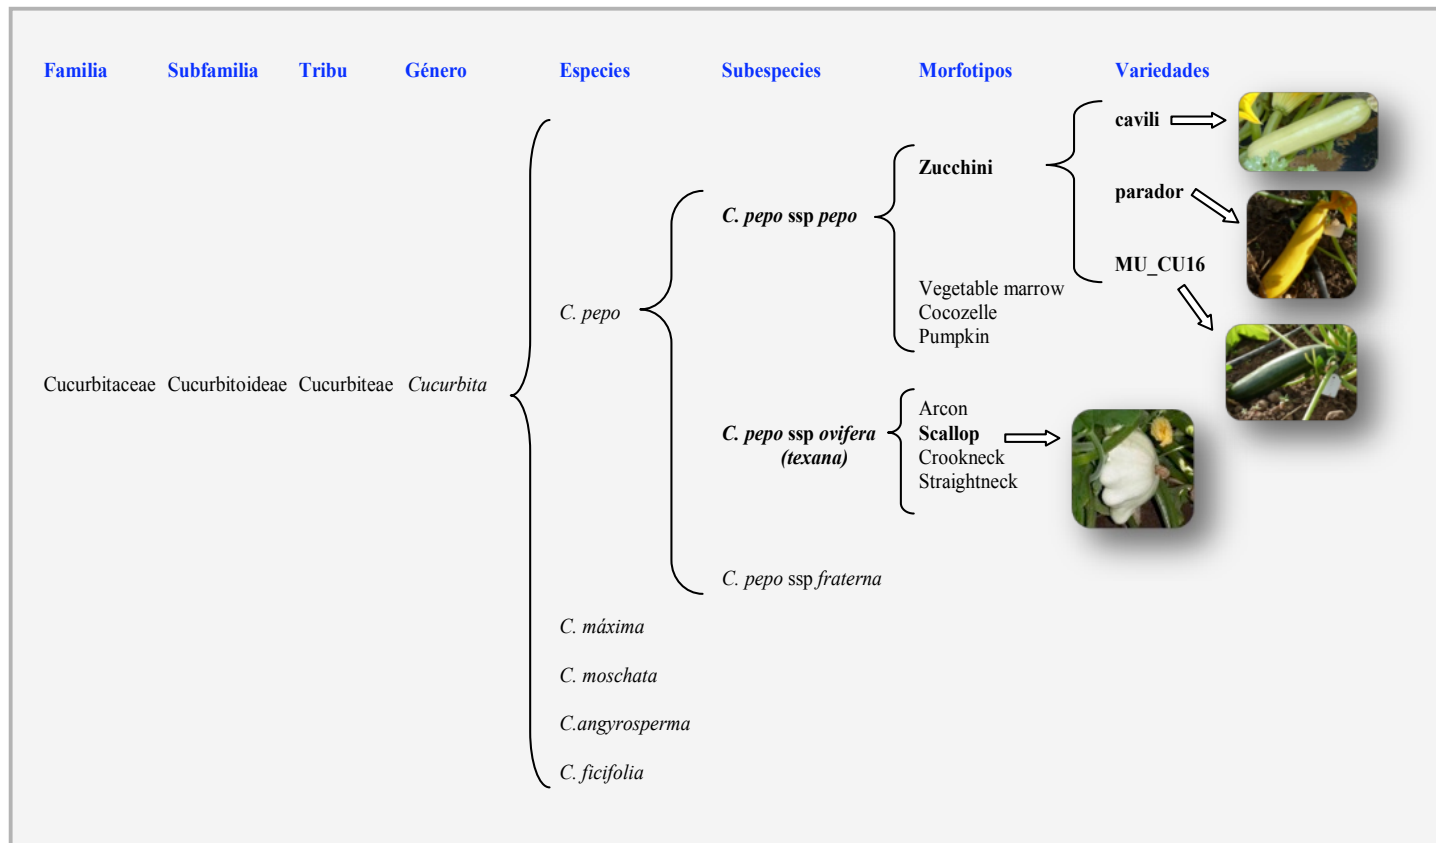 Familia Subfamilia Tribu Género Especies Subespecies Morfotipos Variedades
cavili
Zucchini
parador
C. pepo ssp pepo
MU_CU16
Vegetable marrow
C. pepo
Cocozelle
Pumpkin
Cucurbitaceae Cucurbitoideae Cucurbiteae Cucurbita
Arcon
C. pepo ssp ovifera
Scallop
(texana)
Crookneck
Straightneck
C. pepo ssp fraterna
C. máxima
C. moschata
C.angyrosperma
C. ficifolia